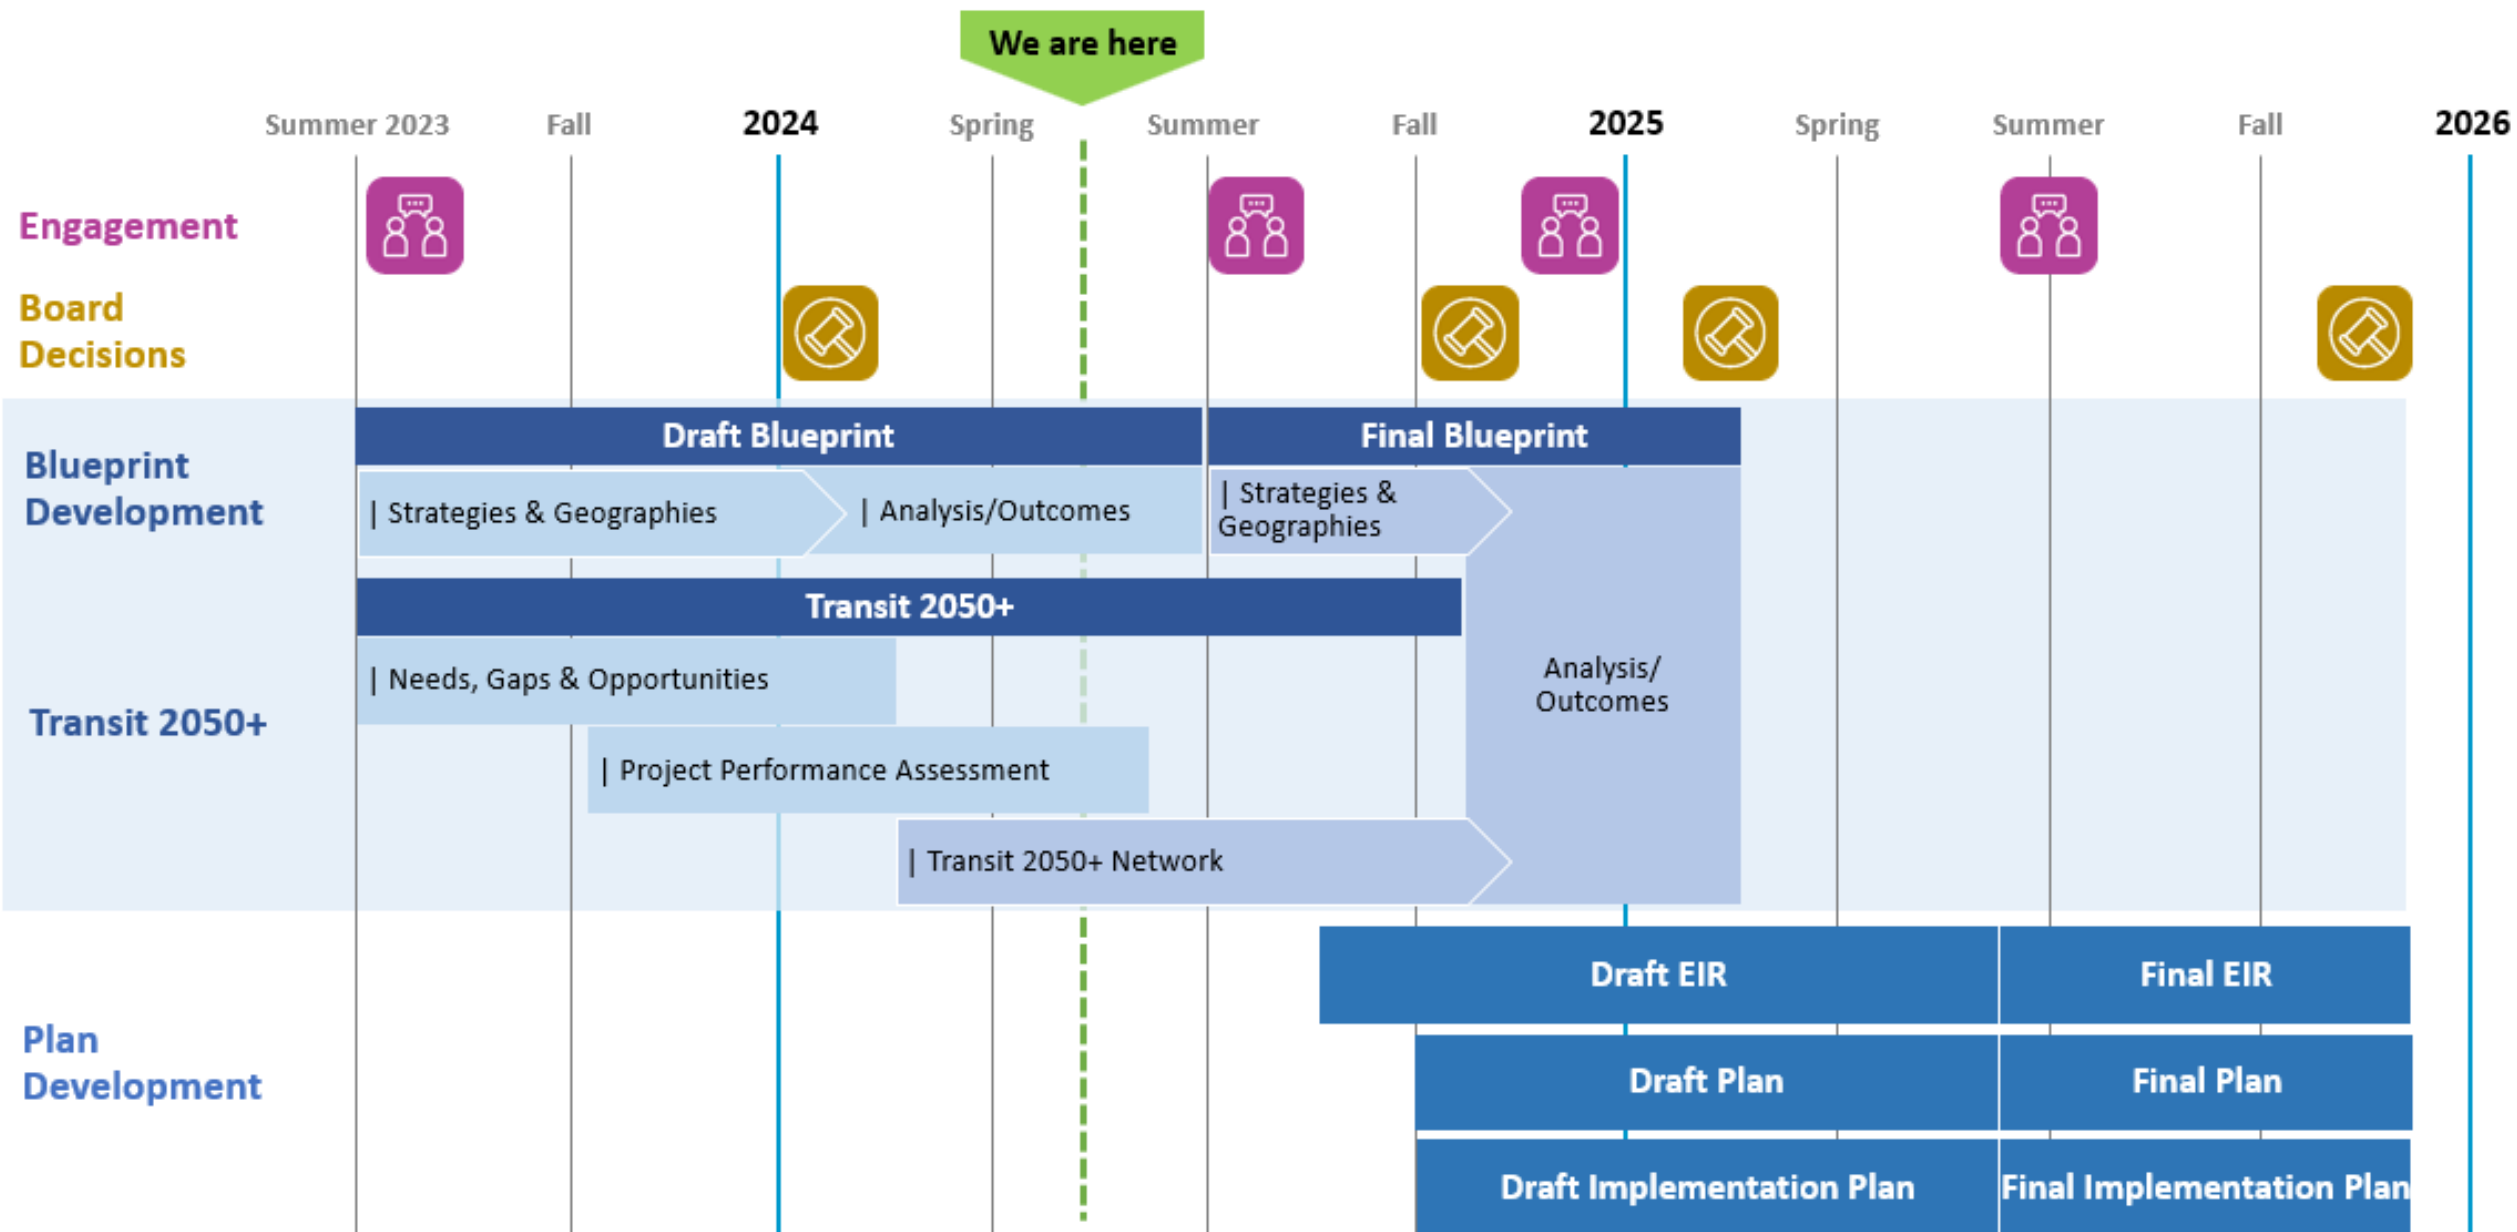 We are here
Summer 2023
Fall
2024
Spring
Summer
Fall
2025
Spring
Summer
Fall
2026
Engagement
Board
Decisions
Blueprint
Development
Draft Blueprint
Final Blueprint
| Strategies & Geographies
| Analysis/Outcomes
| Strategies &
Geographies
Transit 2050+
Transit 2050+
| Needs, Gaps & Opportunities
| Project Performance Assessment
| Transit 2050+ Network
Analysis/
Outcomes
Plan
Development
Draft EIR
Final EIR
Draft Plan
Final Plan
Draft Implementation Plan
Final Implementation Plan